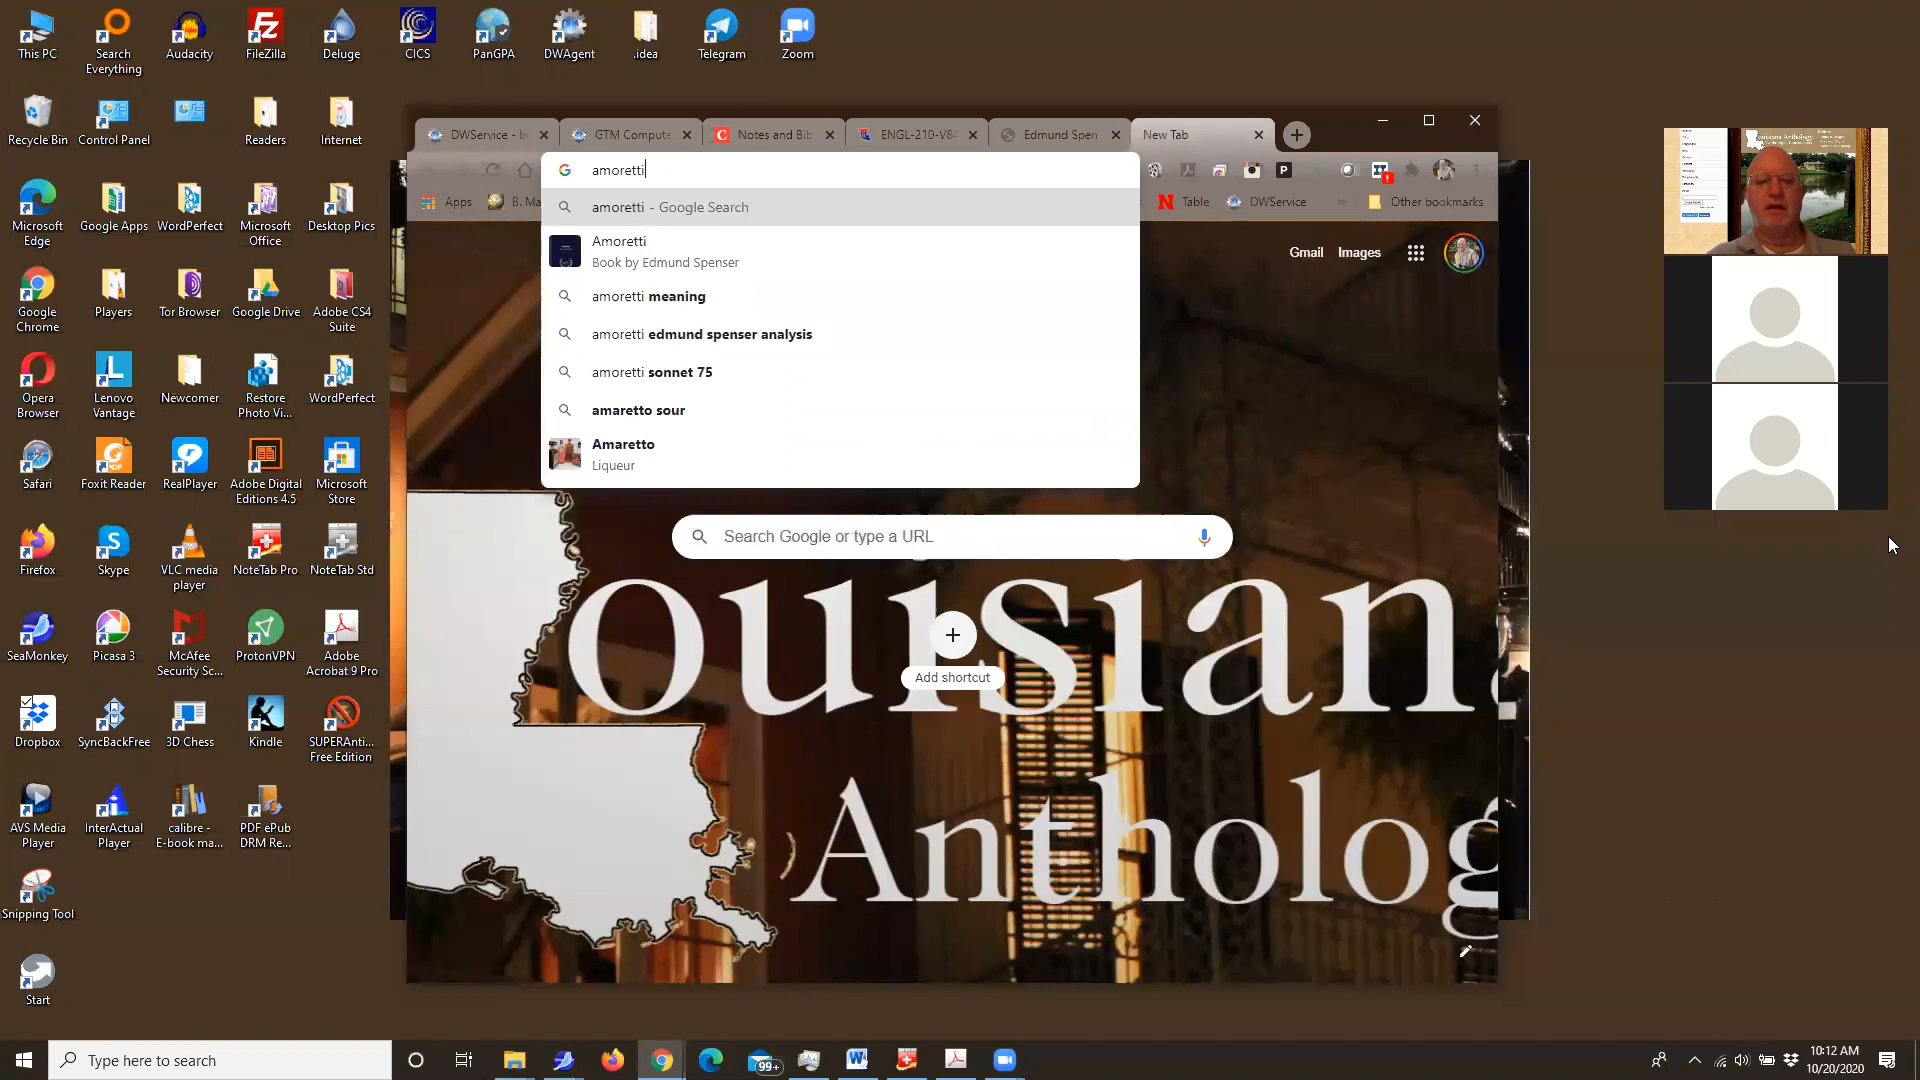 This PC
Search Everything
Audacity
FileZilla
Deluge
CICS
PanGPA
DWAgent
.idea
Telegram
Zoom
Recycle Bin
Control Panel
Readers
Internet
Microsoft Edge
Google Apps
WordPerfect
Microsoft Office
Desktop Pics
Google Chrome
Players
Tor Browser
Google Drive
Adobe CS4 Suite
Opera Browser
Lenovo Vantage
Newcomer
Restore Photo Vi...
WordPerfect
Safari
Foxit Reader
RealPlayer
Adobe Digital Editions 4.5
Microsoft Store
Firefox
Skype
VLC media player
NoteTab Pro
NoteTab Std
SeaMonkey
Picasa 3
McAfee Security Sc...
ProtonVPN
Adobe Acrobat 9 Pro
Dropbox
SyncBackFree
3D Chess
Kindle
SUPERAnti... Free Edition
AVS Media Player
InterActual Player
calibre - E-book ma...
PDF ePub DRM Re...
Snipping Tool
Start
DWService - b
GTM Compute
Notes and Bib
ENGL-210-V84
Edmund Spen
New Tab
amoretti
Apps
B. Ma
Table
DWService
»
Other bookmarks
amoretti - Google Search
Amoretti
Book by Edmund Spenser
amoretti meaning
amoretti edmund spenser analysis
amoretti sonnet 75
amaretto sour
Amaretto
Liqueur
Gmail
Images
Search Google or type a URL
Add shortcut
ouisiana
Antholog
Louisiana Anthology
Type here to search
99+
10:12 AM
10/20/2020